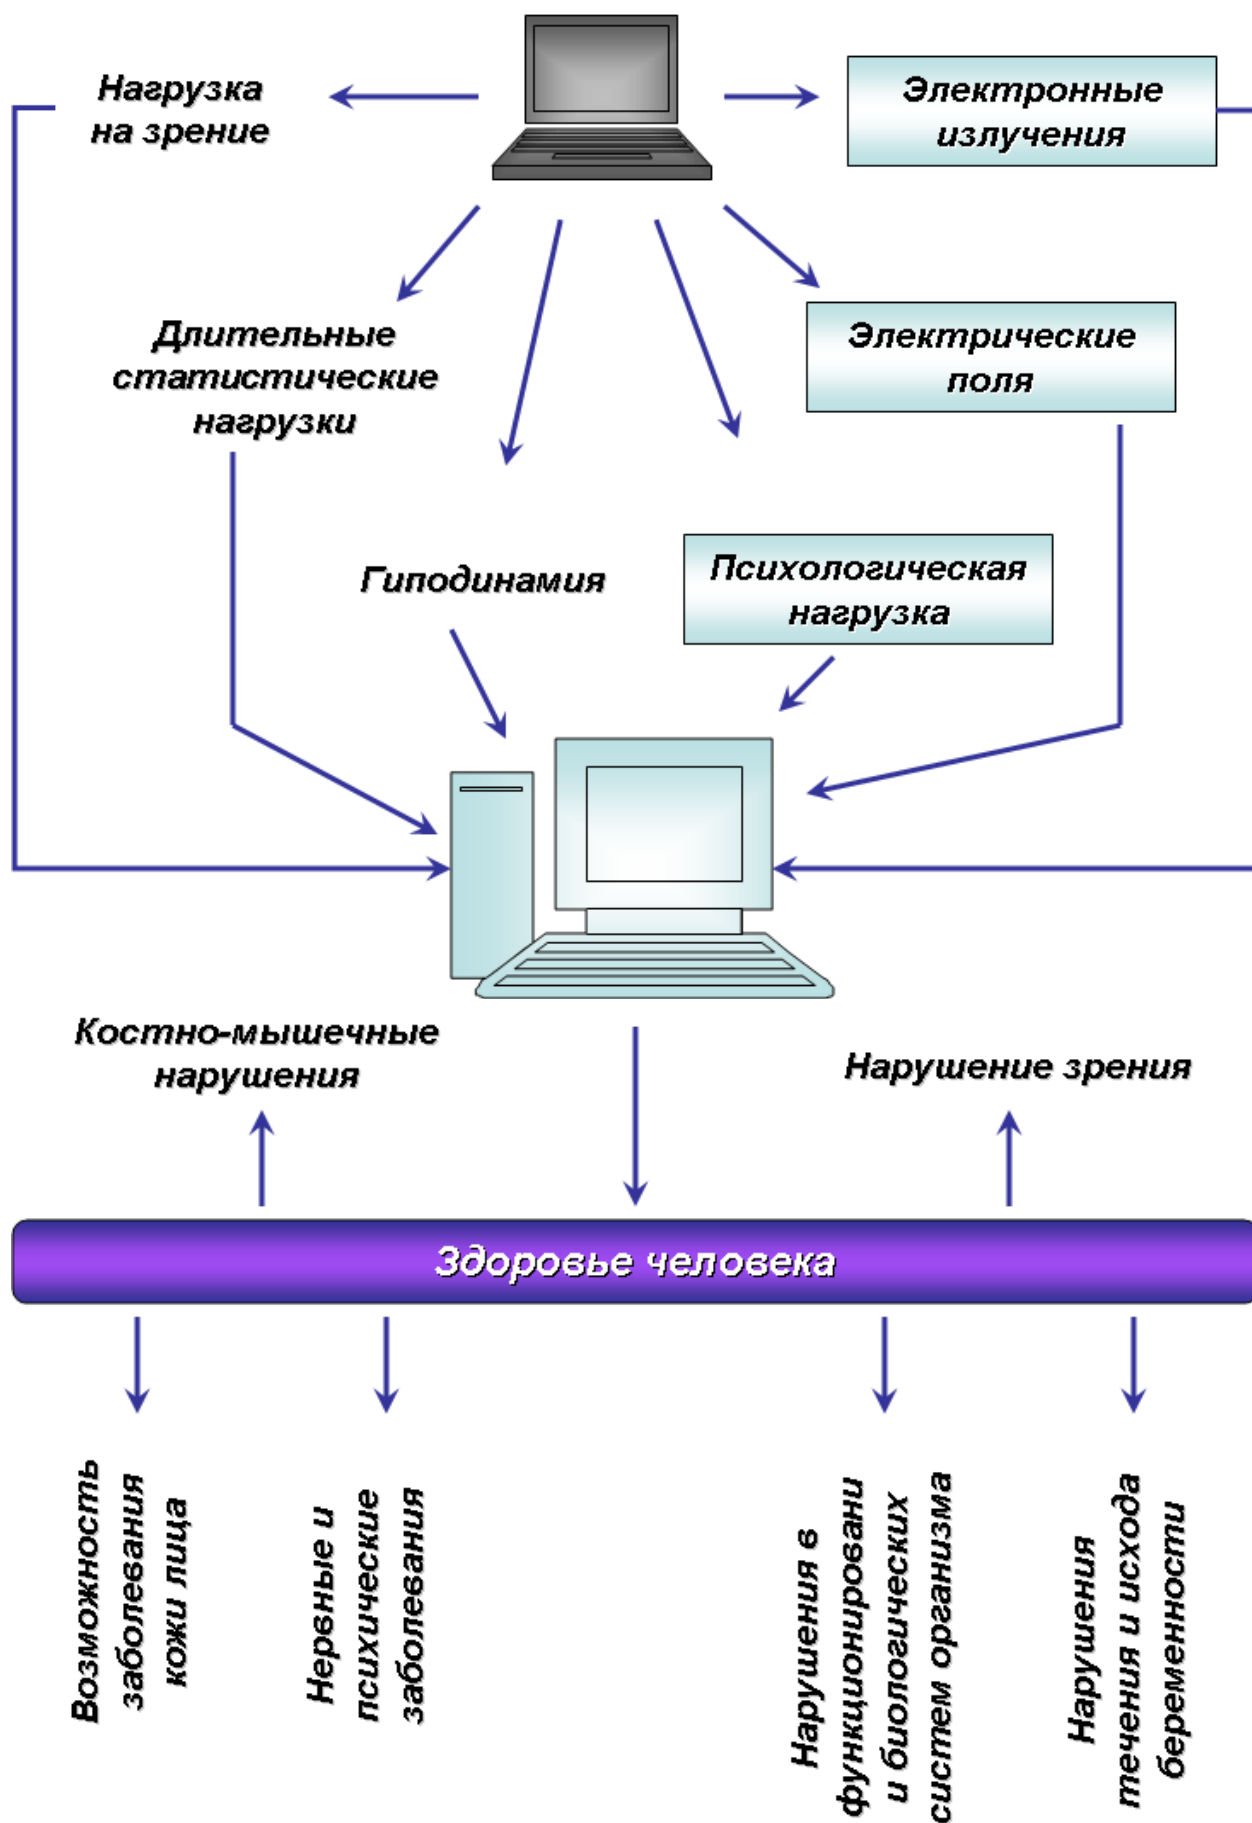 Нагрузка
на зрение
Электронные
излучения
Длительные
статистические
нагрузки
Электрические
поля
Гиподинамия
Психологическая
нагрузка
Костно-мышечные
нарушения
Нарушение зрения
Здоровье человека
Возможность
заболевания
кожи лица
Нервные и
психические
заболевания
Нарушения в
функционировани
и биологических
систем организма
Нарушения
течения и исхода
беременности